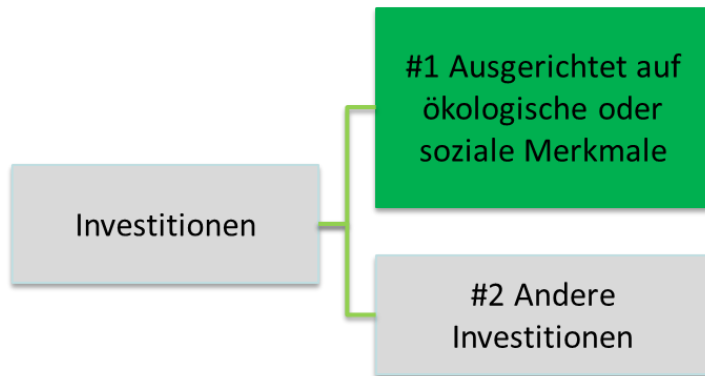 #1 Ausgerichtet auf
ökologische oder
soziale Merkmale
Investitionen
#2 Andere
Investitionen